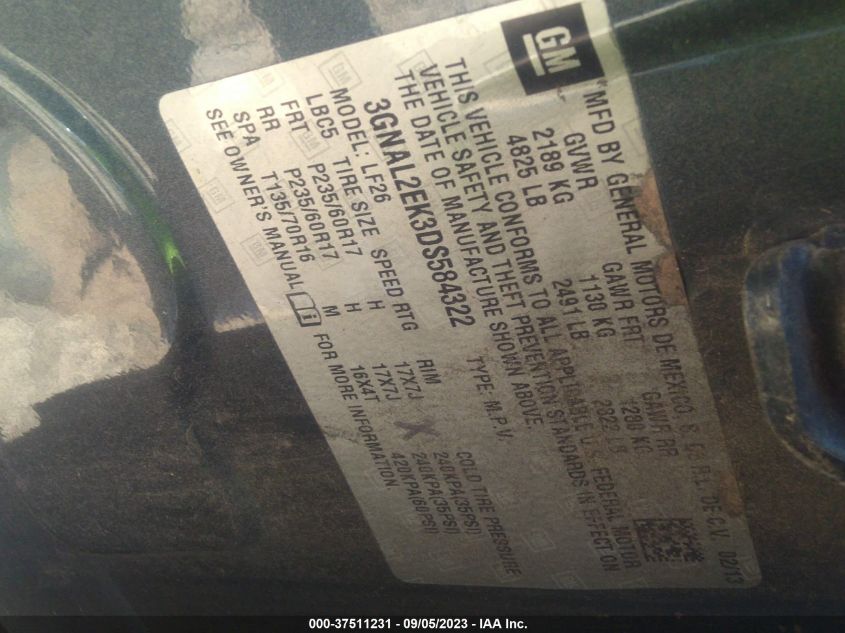 GM
MFD BY GENERAL MOTORS DE MEXICO, S DE R.L. DE C.V. 02/13
GVWR GAWR FRT GAWR RR
2189 KG 1130 KG KG
4825 LB 2491 LB LB
THIS VEHICLE CONFORMS TO ALL APPLICABLE U.S. FEDERAL MOTOR
VEHICLE SAFETY AND THEFT PREVENTION STANDARDS IN EFFECT ON
THE DATE OF MANUFACTURE SHOWN ABOVE.
3GNAL2EK3DS584322 TYPE: M.P.V.
MODEL: LF26
LBC5 TIRE SIZE SPEED RTG RIM COLD TIRE PRESSURE
FRT P235/60R17 H 17X7J 240KPA(35PSI)
RR P235/60R17 H 17X7J 240KPA(35PSI)
SPA T135/70R16 M 16X4T 420KPA(60PSI)
SEE OWNER'S MANUAL i FOR MORE INFORMATION.
000-37511231 - 09/05/2023 - IAA Inc.